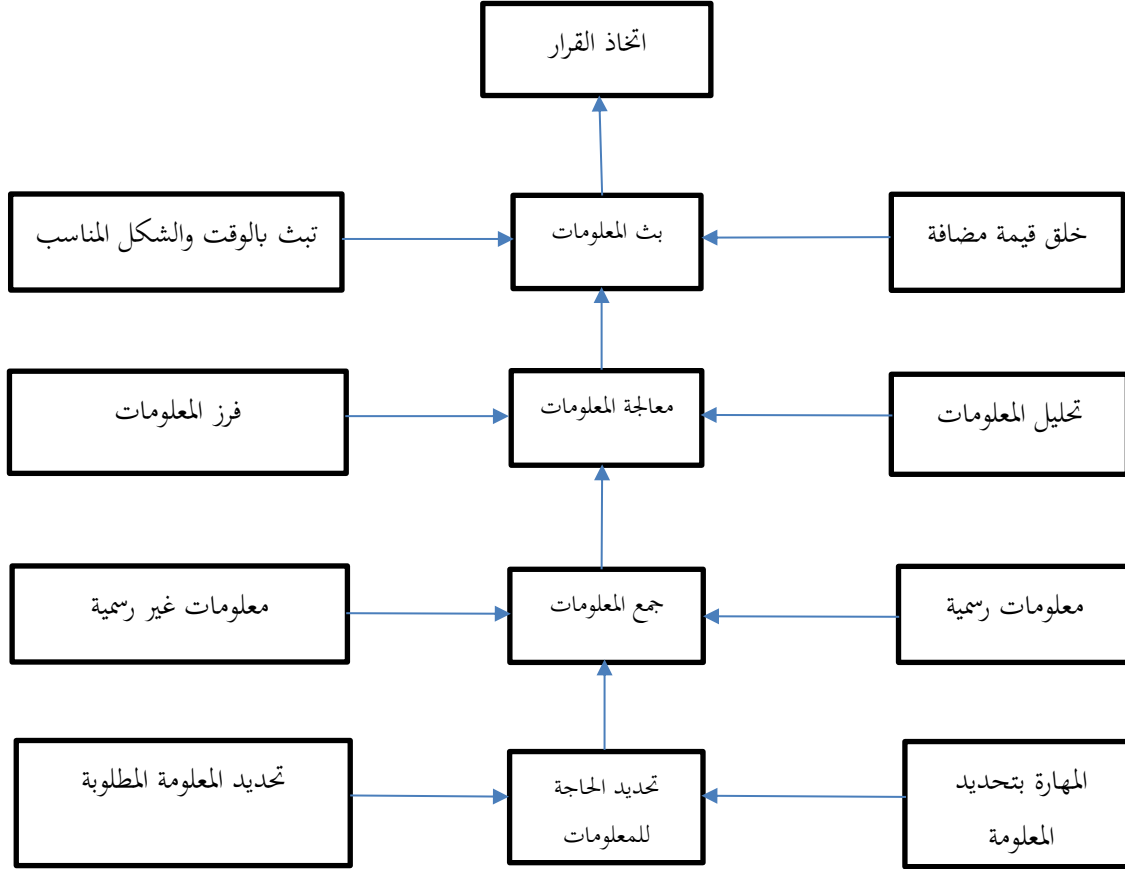 اتخاذ القرار
خلق قيمة مضافة
بث المعلومات
تبث بالوقت والشكل المناسب
تحليل المعلومات
معالجة المعلومات
فرز المعلومات
معلومات رسمية
جمع المعلومات
معلومات غير رسمية
المهارة بتحديد
المعلومة
تحديد الحاجة
للمعلومات
تحديد المعلومة المطلوبة